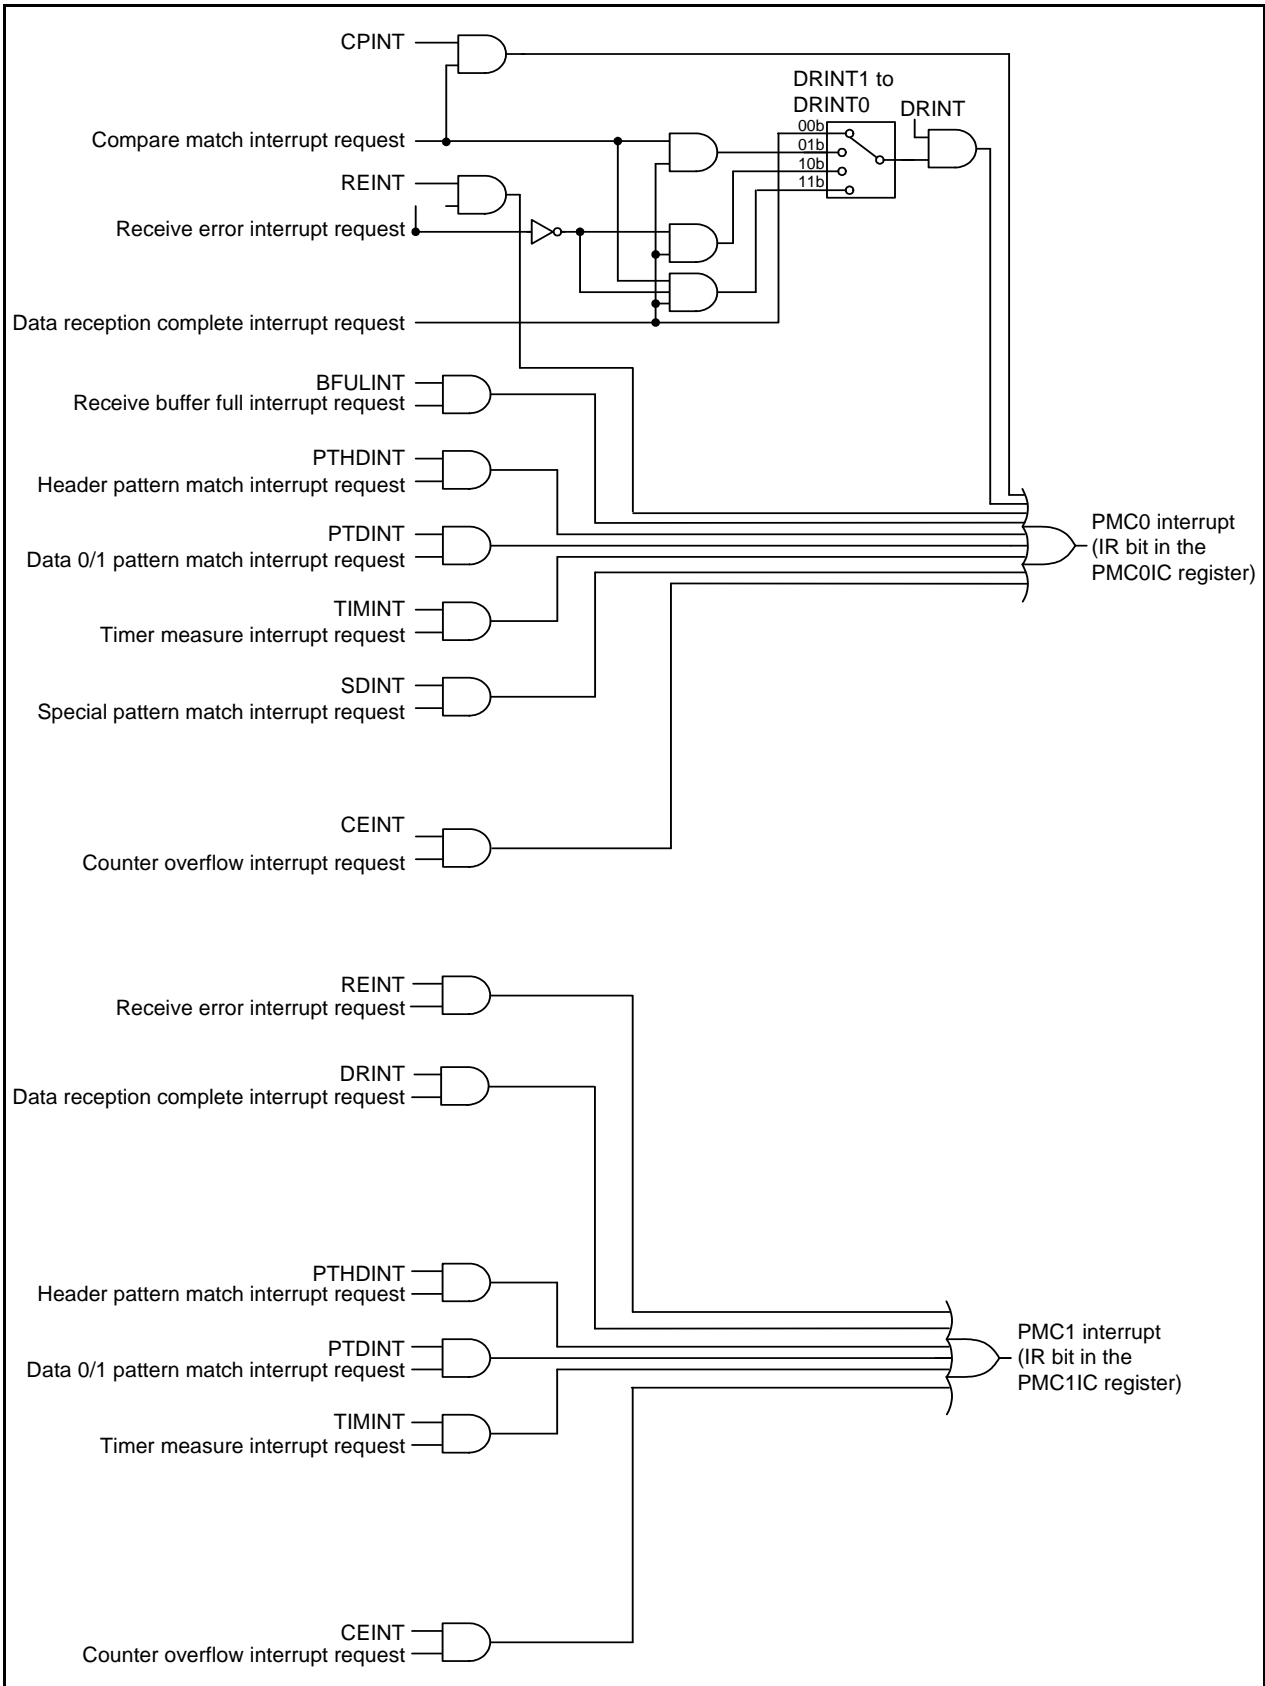 CPINT
DRINT1 to
DRINT0
DRINT
Compare match interrupt request
00b
01b
10b
11b
REINT
Receive error interrupt request
Data reception complete interrupt request
BFULINT
Receive buffer full interrupt request
PTHDINT
Header pattern match interrupt request
PTDINT
Data 0/1 pattern match interrupt request
PMC0 interrupt
(IR bit in the
PMC0IC register)
TIMINT
Timer measure interrupt request
SDINT
Special pattern match interrupt request
CEINT
Counter overflow interrupt request
REINT
Receive error interrupt request
DRINT
Data reception complete interrupt request
PTHDINT
Header pattern match interrupt request
PTDINT
Data 0/1 pattern match interrupt request
PMC1 interrupt
(IR bit in the
PMC1IC register)
TIMINT
Timer measure interrupt request
CEINT
Counter overflow interrupt request